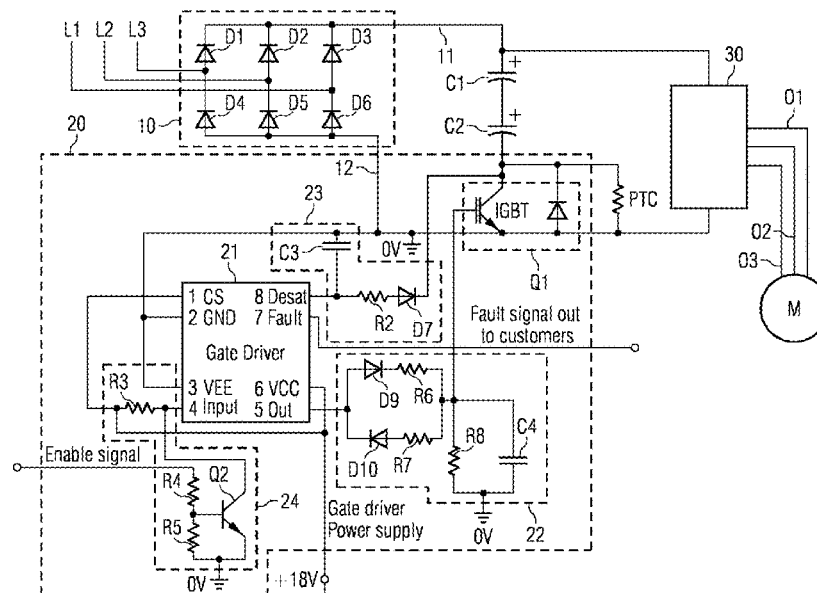 L1 L2 L3
D1 D2 D3
11
30
C1
O1
D4 D5 D6
10
C2
20
12
IGBT
PTC
23
C3
0V
Q1
O2
O3
21
1 CS 8 Desat
2 GND 7 Fault
R2
D7
M
Gate Driver
Fault signal out
to customers
3 VEE 6 VCC
4 Input 5 Out
R3
D9 R6
D10 R7
R8
C4
Enable signal
R4
Q2
R5
24
Gate driver
Power supply
0V
22
0V
+18V